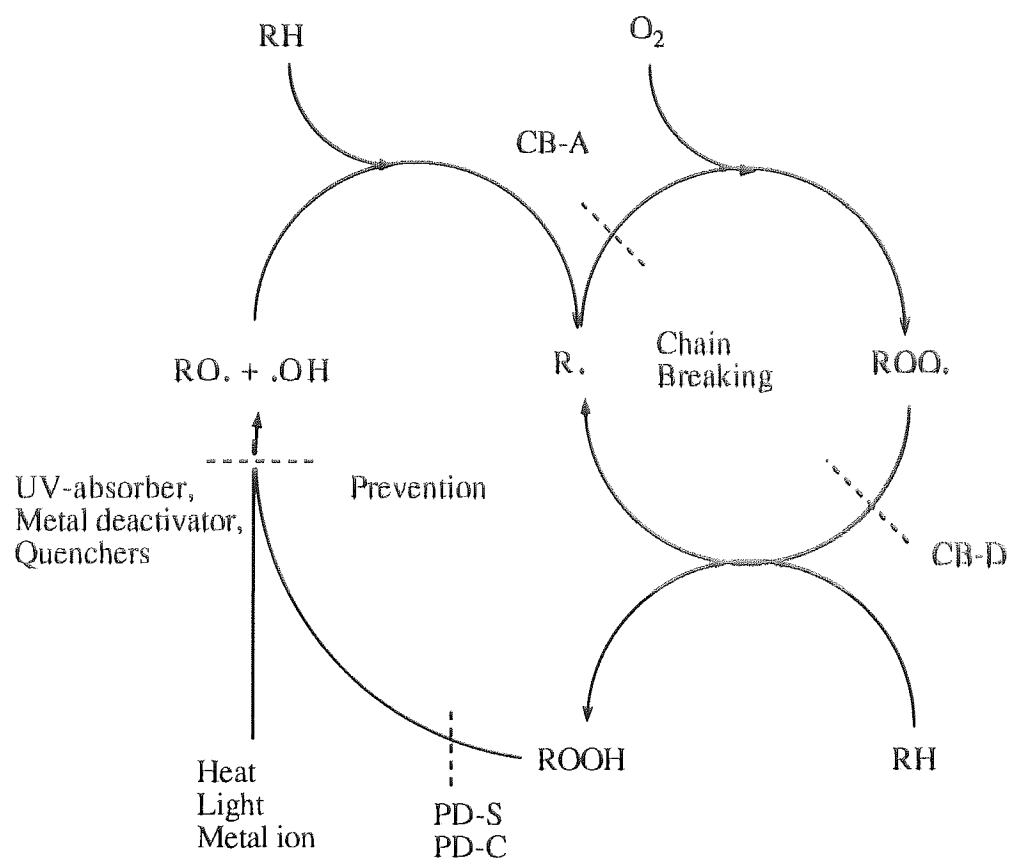 RH
O₂
CB-A
RO. + .OH
R.
Chain
Breaking
ROO.
UV-absorber,
Metal deactivator,
Quenchers
Prevention
CB-D
Heat
Light
Metal ion
PD-S
PD-C
ROOH
RH